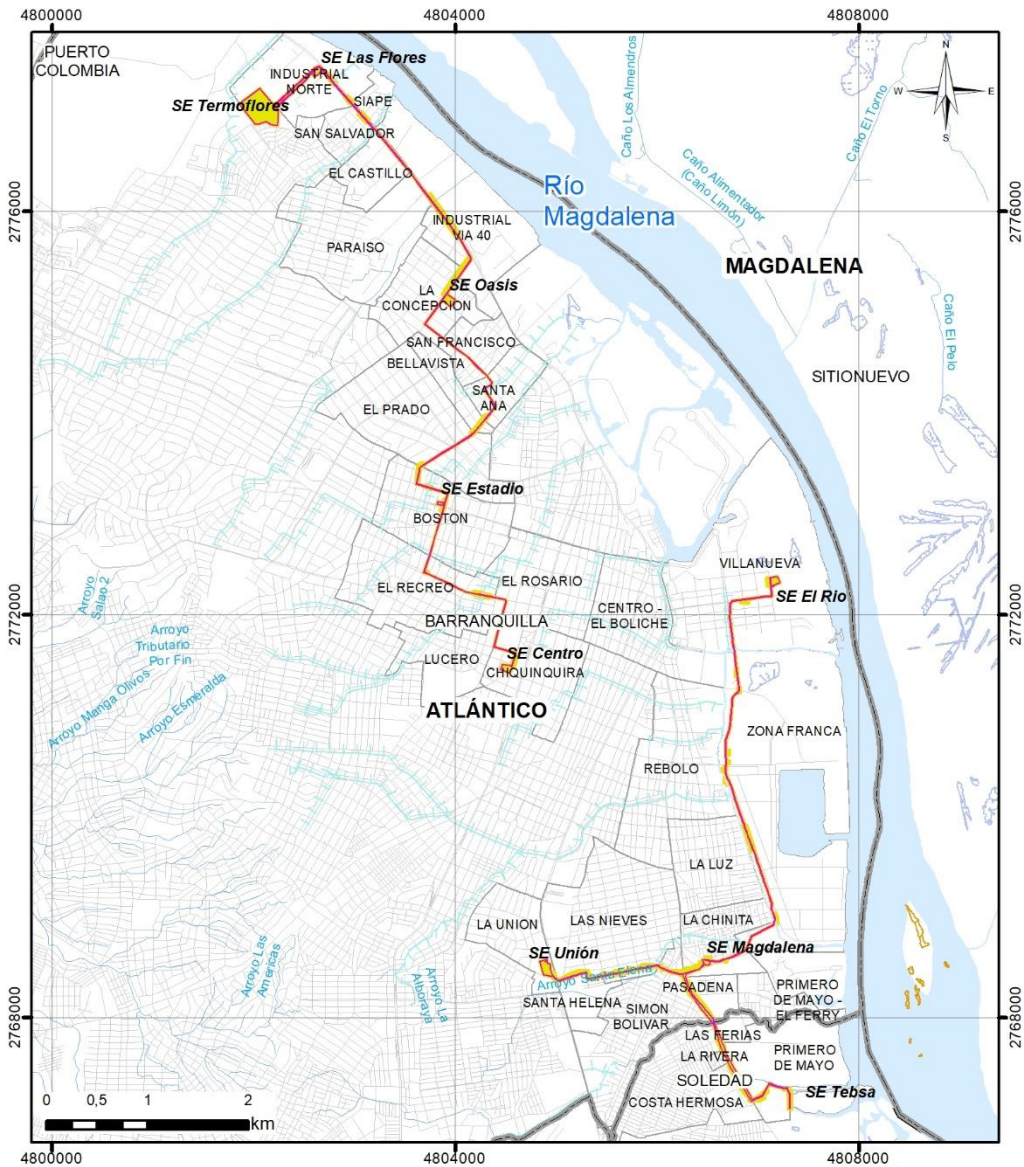 4800000
4804000
4808000
PUERTO
COLOMBIA
SE Las Flores
INDUSTRIAL
NORTE
SE Termoflores
SIAPE
SAN SALVADOR
EL CASTILLO
N
W
E
S
Caño Los Almendros
Caño El Torno
Caño Alimentador
(Caño Limón)
Río
Magdalena
2776000
2776000
INDUSTRIAL
VIA 40
PARAISO
MAGDALENA
SE Oasis
LA
CONCEPCION
Caño El Pelo
SAN FRANCISCO
BELLAVISTA
SITIONUEVO
SANTA
ANA
EL PRADO
SE Estadio
BOSTON
VILLANUEVA
EL ROSARIO
EL RECREO
SE El Rio
Arroyo
Salao 2
CENTRO -
EL BOLICHE
2772000
2772000
BARRANQUILLA
Arroyo
Tributario
Por Fin
LUCERO
SE Centro
CHIQUINQUIRA
Arroyo Manga Olivos
Arroyo Esmeralda
ATLÁNTICO
ZONA FRANCA
REBOLO
LA LUZ
LA UNION
LAS NIEVES
LA CHINITA
SE Unión
SE Magdalena
Arroyo Las
Americas
Arroyo La
Alboraya
Arroyo Santa Elena
PASADENA
SANTA HELENA
PRIMERO
DE MAYO -
EL FERRY
SIMON
BOLIVAR
2768000
2768000
LAS FERIAS
LA RIVERA
PRIMERO
DE MAYO
SOLEDAD
SE Tebsa
COSTA HERMOSA
0 0,5 1 2
km
4800000
4804000
4808000